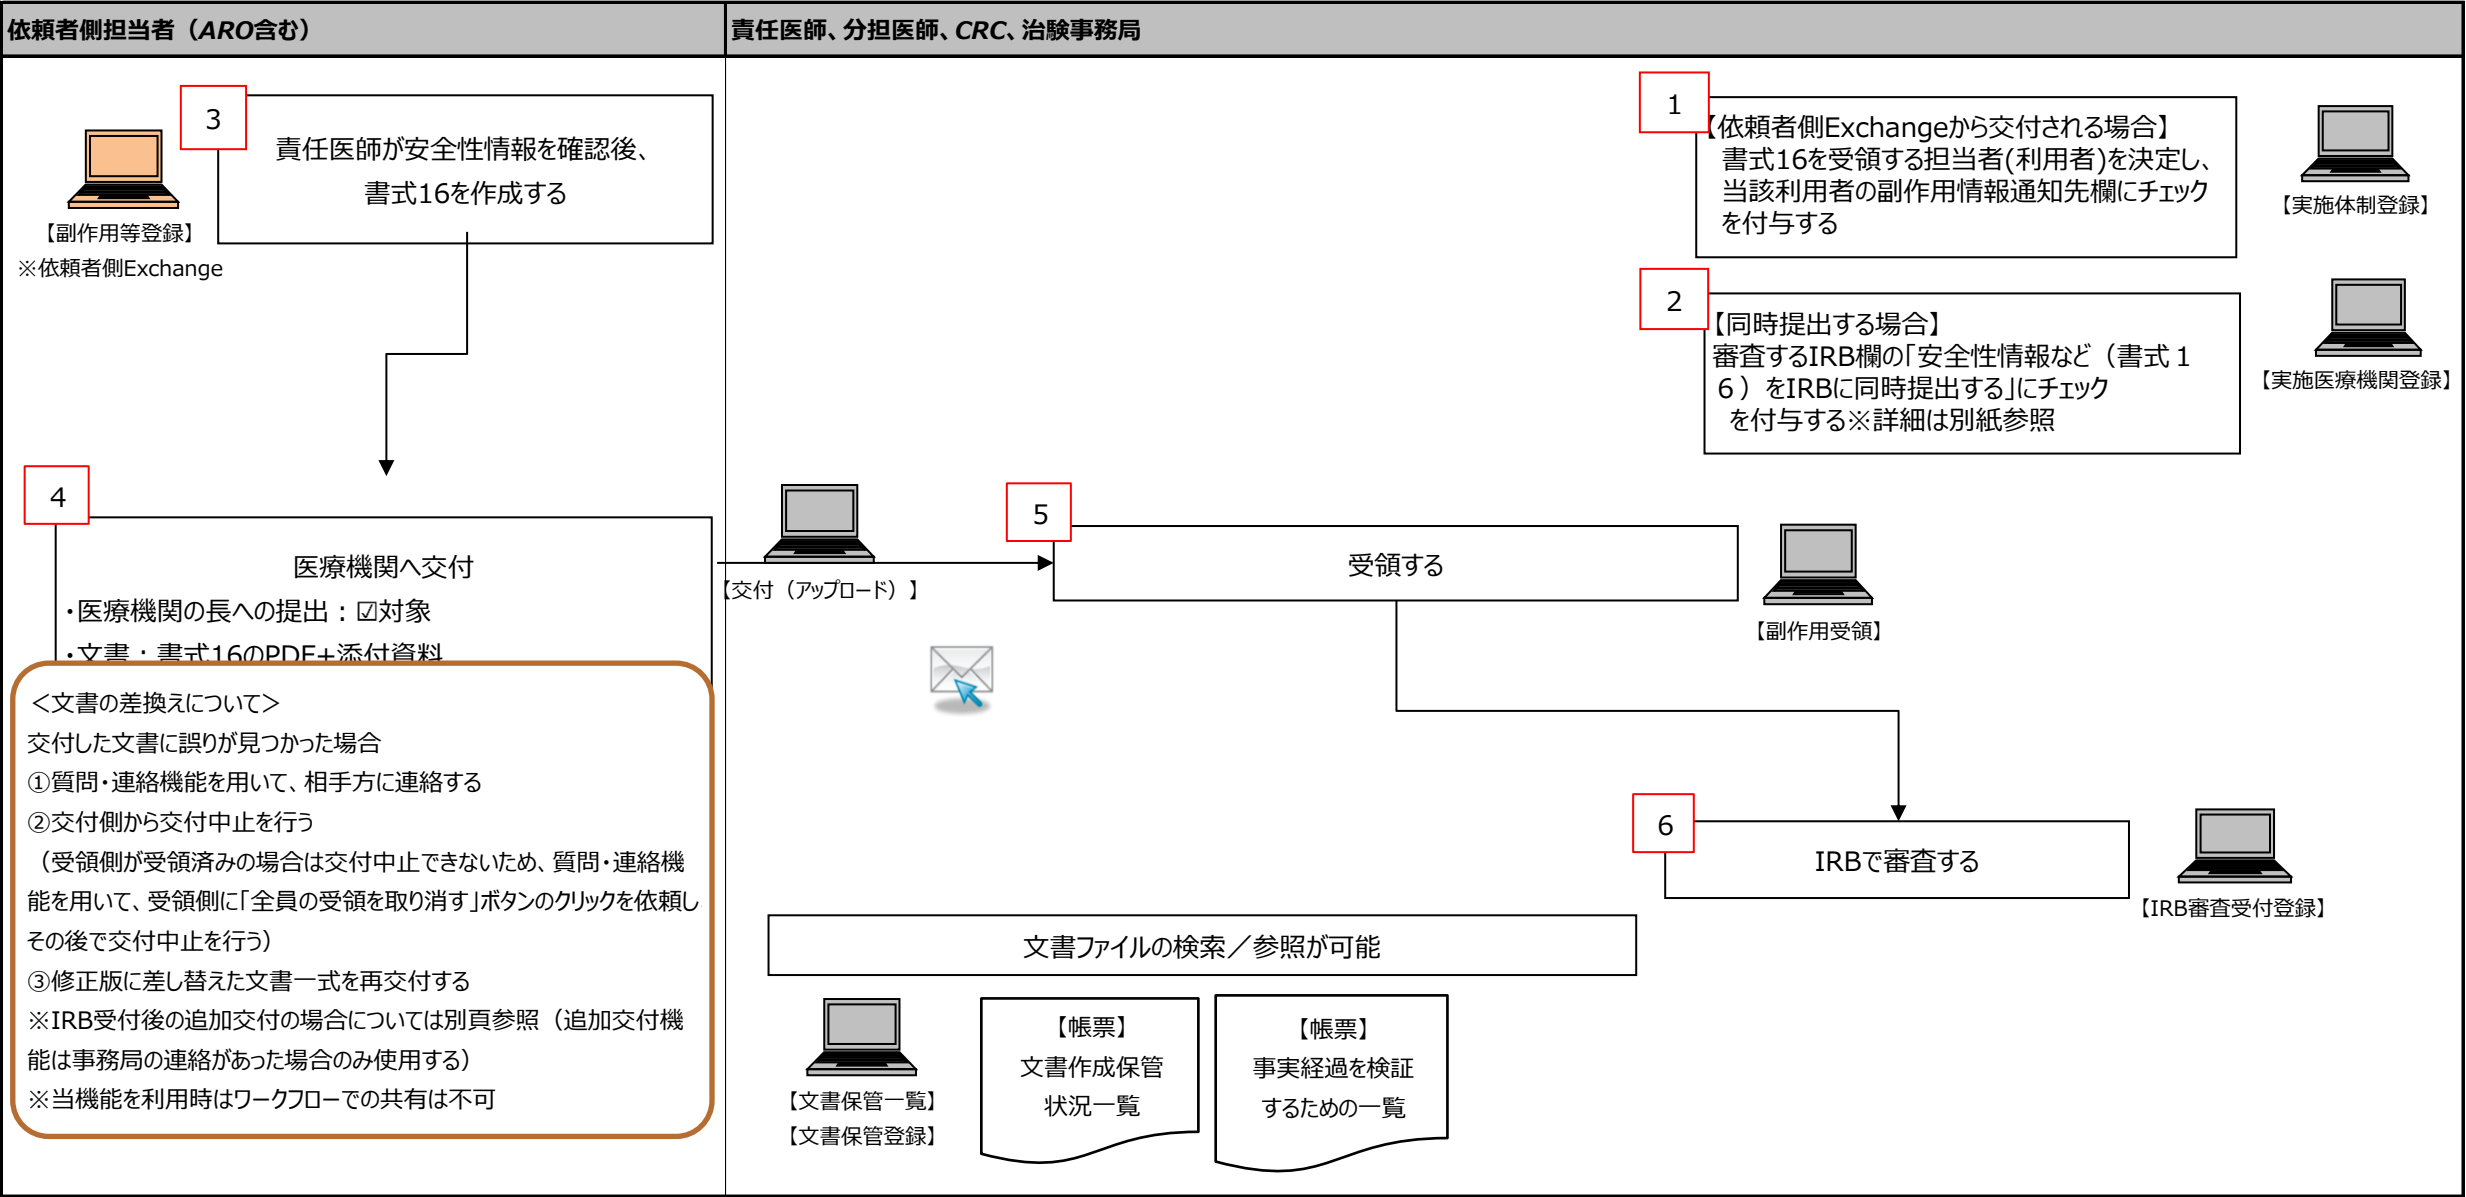 依頼者側担当者（ARO含む）
責任医師、分担医師、CRC、治験事務局
3
責任医師が安全性情報を確認後、
書式16を作成する
【副作用等登録】
※依頼者側Exchange
1
【依頼者側Exchangeから交付される場合】
書式16を受領する担当者(利用者)を決定し、
当該利用者の副作用情報通知先欄にチェック
を付与する
【実施体制登録】
2
【同時提出する場合】
審査するIRB欄の「安全性情報など（書式１
６）をIRBに同時提出する」にチェック
を付与する※詳細は別紙参照
【実施医療機関登録】
4
医療機関へ交付
・医療機関の長への提出：☑対象
・文書：書式16のPDF+添付資料
【交付（アップロード）】
5
受領する
【副作用受領】
＜文書の差換えについて＞
交付した文書に誤りが見つかった場合
①質問・連絡機能を用いて、相手方に連絡する
②交付側から交付中止を行う
（受領側が受領済みの場合は交付中止できないため、質問・連絡機
能を用いて、受領側に「全員の受領を取り消す」ボタンのクリックを依頼し
その後で交付中止を行う）
③修正版に差し替えた文書一式を再交付する
※IRB受付後の追加交付の場合については別頁参照（追加交付機
能は事務局の連絡があった場合のみ使用する）
※当機能を利用時はワークフローでの共有は不可
6
IRBで審査する
【IRB審査受付登録】
文書ファイルの検索／参照が可能
【文書保管一覧】
【文書保管登録】
【帳票】
文書作成保管
状況一覧
【帳票】
事実経過を検証
するための一覧